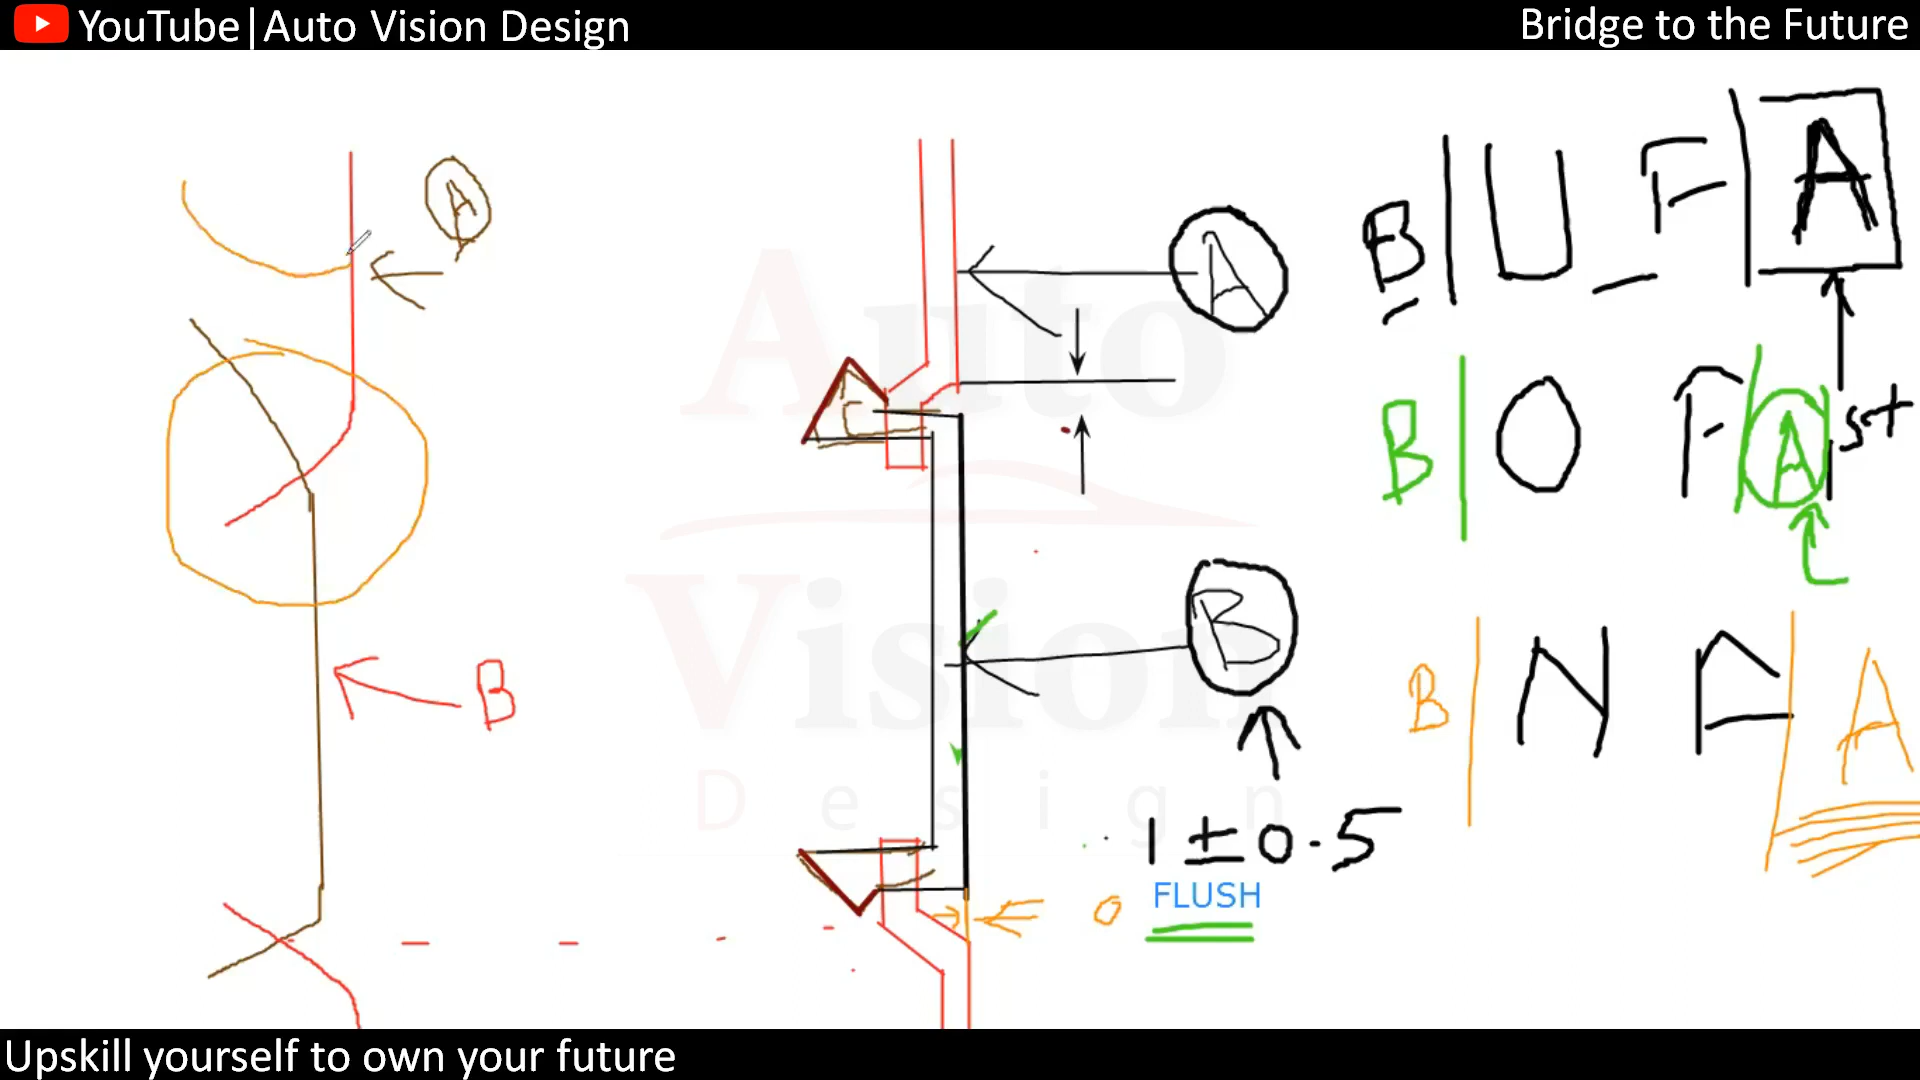 YouTube|Auto Vision Design
Bridge to the Future
A
B
Auto
Vision
Design
A
B
1 ± 0.5
FLUSH
0
B|U F|A
B|O F|A
st
B|N F|A
Upskill yourself to own your future